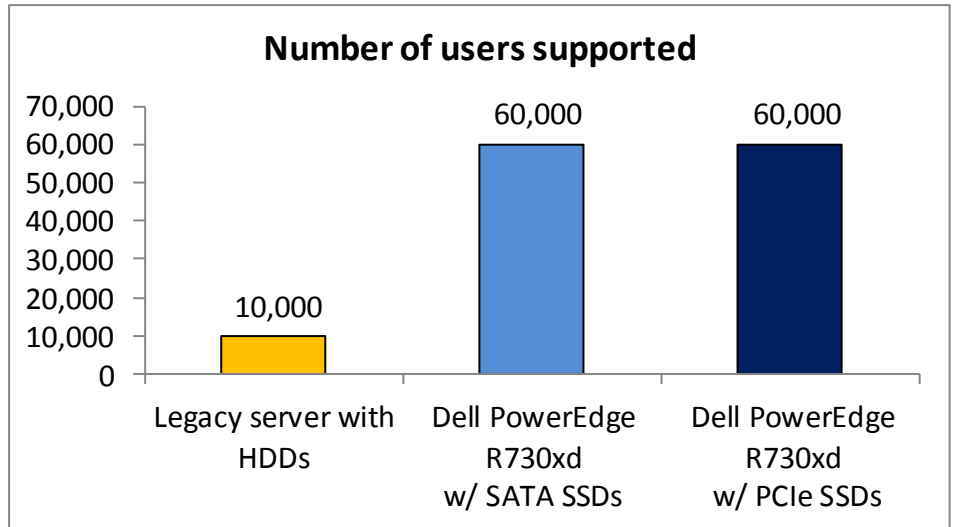 Number of users supported
70,000
60,000
50,000
40,000
30,000
20,000
10,000
0
10,000
60,000
60,000
Legacy server with
HDDs
Dell PowerEdge
R730xd
w/ SATA SSDs
Dell PowerEdge
R730xd
w/ PCIe SSDs